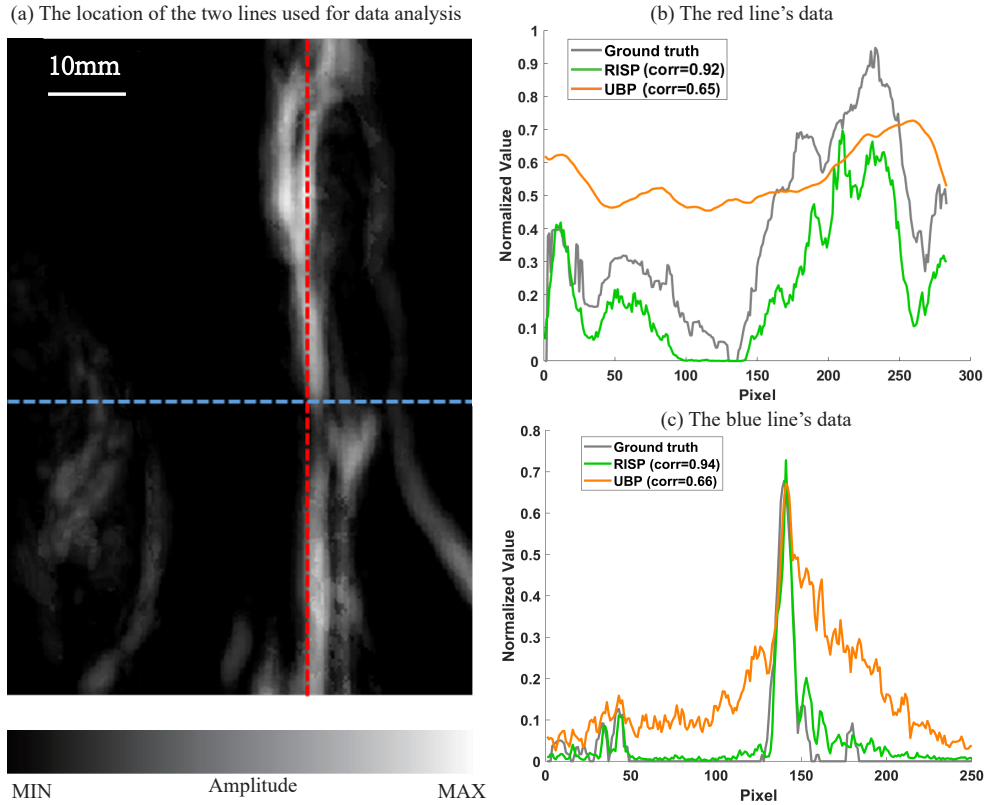 (a) The location of the two lines used for data analysis
10mm
MIN
Amplitude
MAX
(b) The red line's data
Ground truth
RISP (corr=0.92)
UBP (corr=0.65)
Normalized Value
1
0.9
0.8
0.7
0.6
0.5
0.4
0.3
0.2
0.1
0
0 50 100 150 200 250 300
Pixel
(c) The blue line's data
Ground truth
RISP (corr=0.94)
UBP (corr=0.66)
Normalized Value
0.8
0.7
0.6
0.5
0.4
0.3
0.2
0.1
0
0 50 100 150 200 250
Pixel